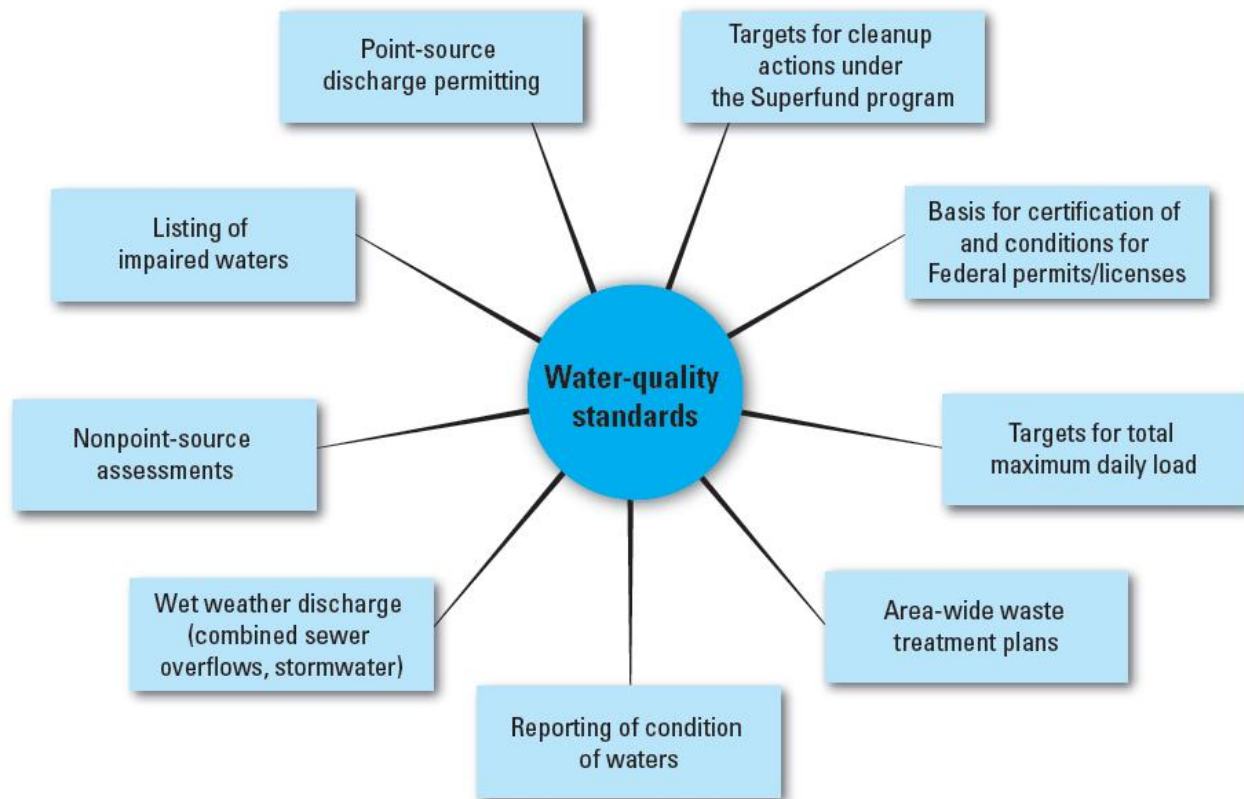 Point-source
discharge permitting
Targets for cleanup
actions under
the Superfund program
Listing of
impaired waters
Basis for certification of
and conditions for
Federal permits/licenses
Water-quality
standards
Nonpoint-source
assessments
Targets for total
maximum daily load
Wet weather discharge
(combined sewer
overflows, stormwater)
Area-wide waste
treatment plans
Reporting of condition
of waters